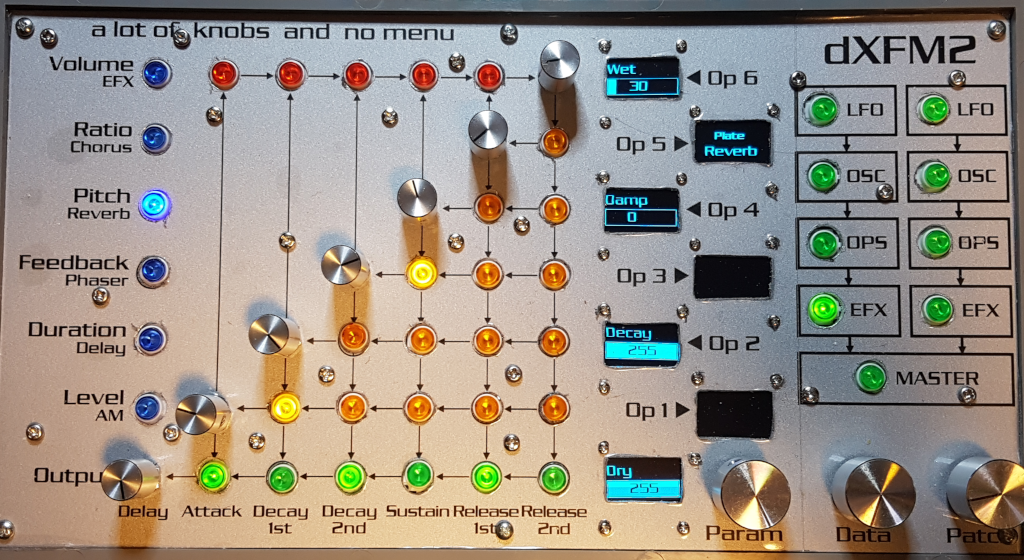 a lot of knobs and no menu
dXFM2
Volume
EFX
Wet
30
Op 6
LFO
LFO
Ratio
Chorus
Op 5
Plate
Reverb
OSC
OSC
Pitch
Reverb
Damp
0
Op 4
OPS
OPS
Feedback
Phaser
Op 3
EFX
EFX
Duration
Delay
Decay
255
Op 2
MASTER
Level
AM
Op 1
Outpu
Dry
255
Delay
Attack
Decay
1st
Decay
2nd
Sustain
Release
1st
Release
2nd
Param
Data
Patc